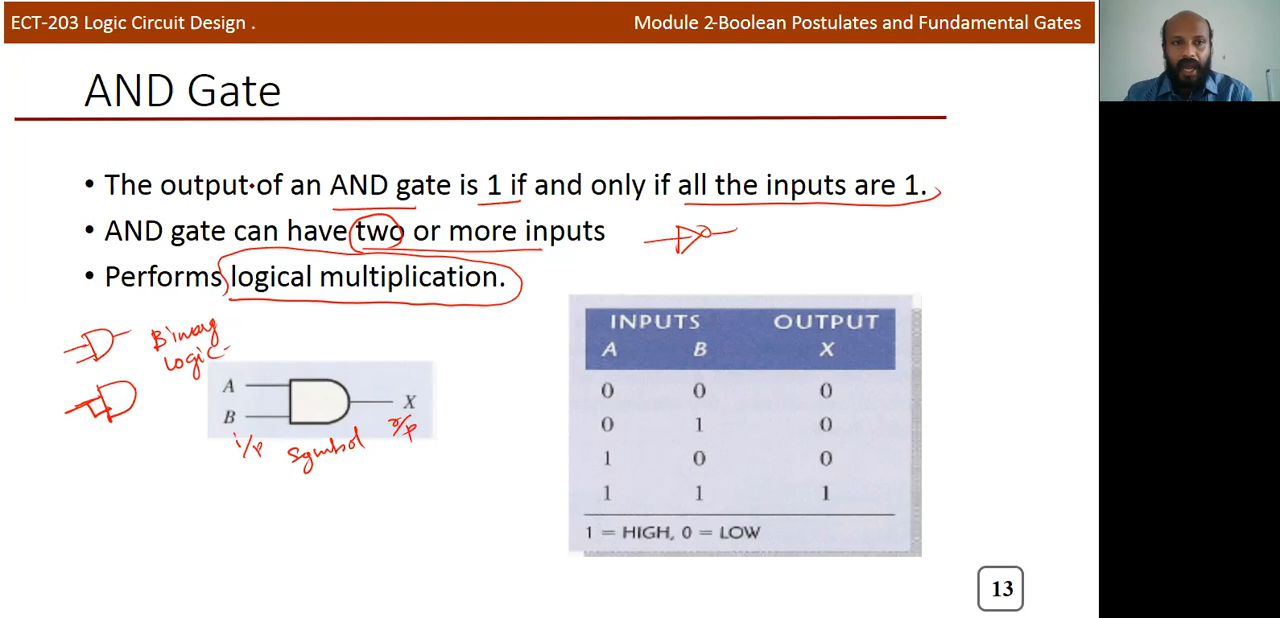 ECT-203 Logic Circuit Design .
Module 2-Boolean Postulates and Fundamental Gates
AND Gate
• The output of an AND gate is 1 if and only if all the inputs are 1.
• AND gate can have two or more inputs
• Performs logical multiplication.
Binary
Logic
A
B
X
i/p
Symbol
o/p
INPUTS OUTPUT
A B X
0 0 0
0 1 0
1 0 0
1 1 1
1 = HIGH, 0 = LOW
13